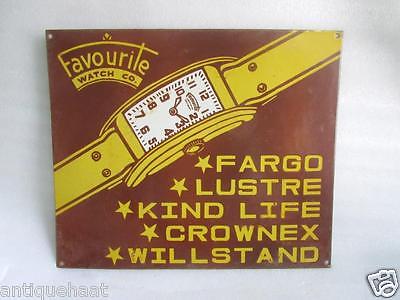 Favourite
WATCH CO.
★FARGO
★LUSTRE
★KIND LIFE
★CROWNEX
★WILLSTAND
antiquehaat